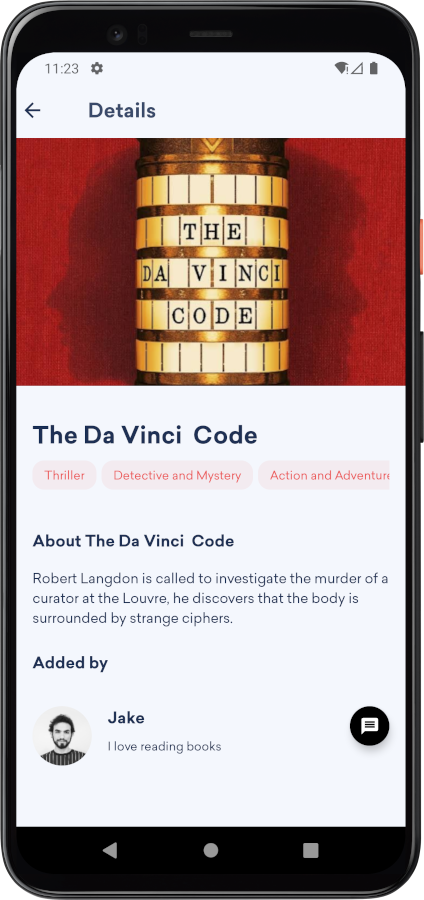 11:23
Details
THE
DA VINCI
CODE
The Da Vinci Code
Thriller
Detective and Mystery
Action and Adventure
About The Da Vinci Code
Robert Langdon is called to investigate the murder of a
curator at the Louvre, he discovers that the body is
surrounded by strange ciphers.
Added by
Jake
I love reading books